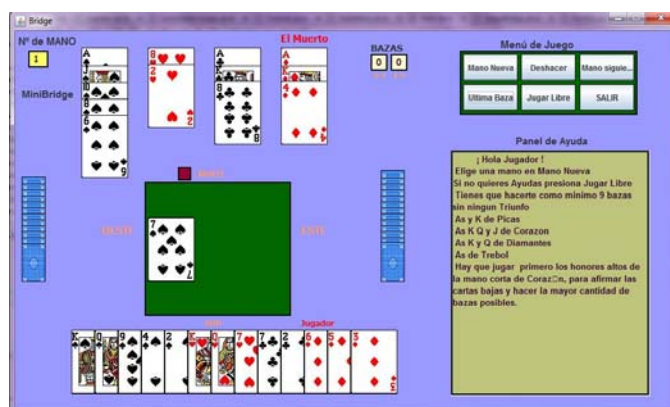 Bridge
Nº de MANO
1
MiniBridge
El Muerto
BAZAS
0 0
Menú de Juego
Mano Nueva
Deshacer
Mano siguie...
Ultima Baza
Jugar Libre
SALIR
Panel de Ayuda
¡ Hola Jugador !
Elige una mano en Mano Nueva
Si no quieres Ayudas presiona Jugar Libre
Tienes que hacerte como minimo 9 bazas
sin ningun Triunfo
As y K de Picas
As K Q y J de Corazon
As K y Q de Diamantes
As de Trebol
Hay que jugar primero los honores altos de
la mano corta de Coraz□n, para afirmar las
cartas bajas y hacer la mayor cantidad de
bazas posibles.
OESTE
ESTE
Jugador